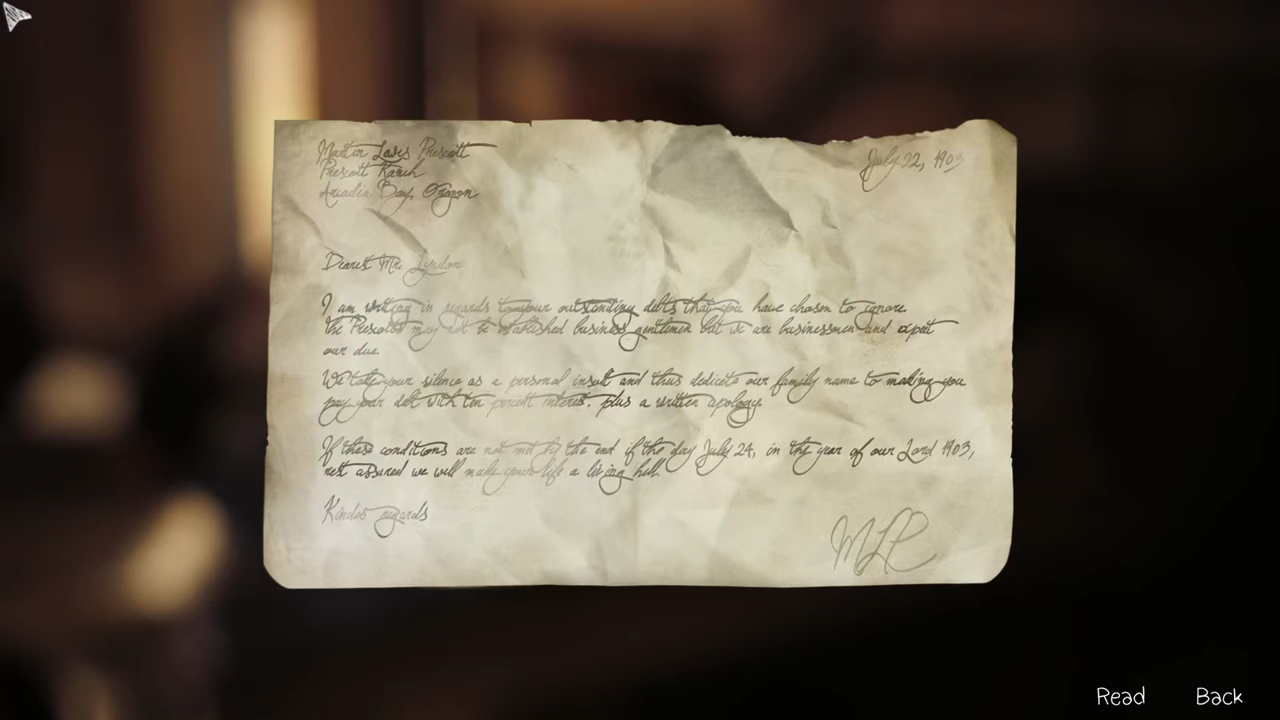 Martin Lewis Prescott
July 22, 1903
Prescott Ranch
Arcadia Bay, Oregon
Dearest Mr. Lyndon
I am writing in regards to your outstanding debts that you have chosen to ignore.
The Prescotts may not be established business gentlemen but we are businessmen and expect
our due.
We take your silence as a personal insult and thus dedicate our family name to making you
pay your debt with ten percent interest, plus a written apology.
If these conditions are not met by the end if the day July 24, in the year of our Lord 1903,
rest assured we will make your life a living hell.
Kindest regards
MLP
Read Back